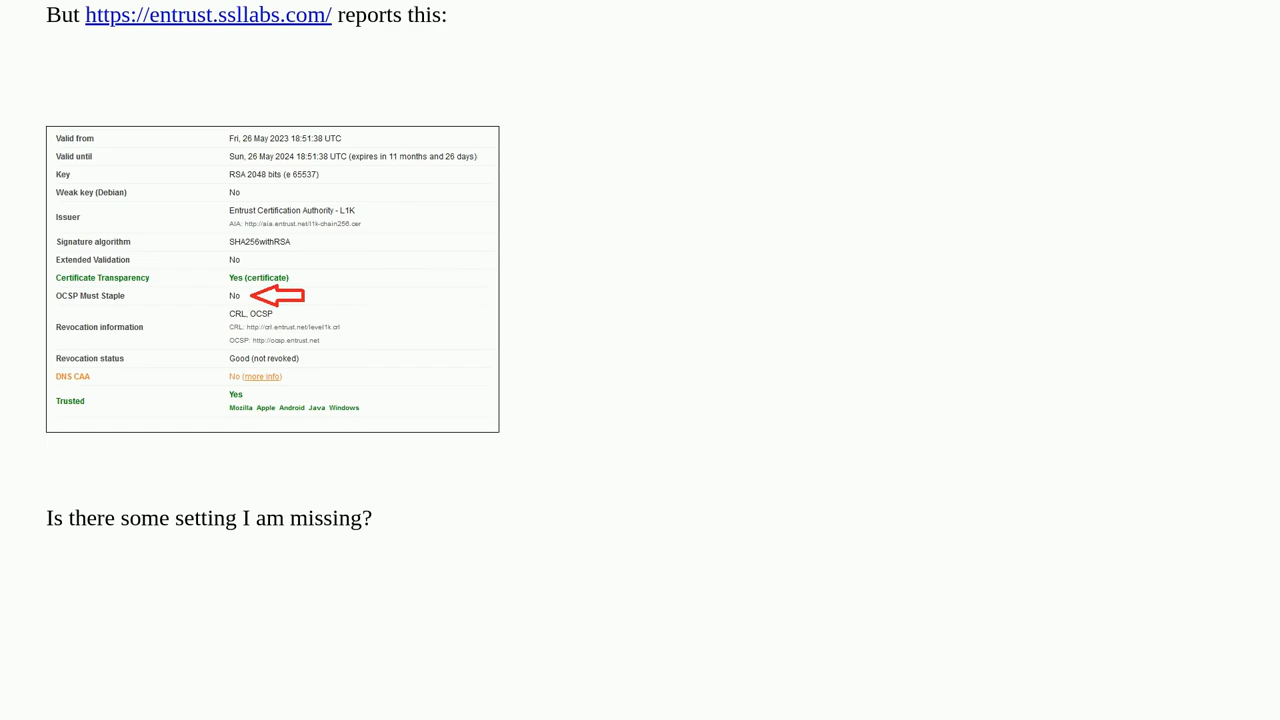 But https://entrust.ssllabs.com/ reports this:
Valid from Fri, 26 May 2023 18:51:38 UTC
Valid until Sun, 26 May 2024 18:51:38 UTC (expires in 11 months and 26 days)
Key RSA 2048 bits (e 65537)
Weak key (Debian) No
Issuer Entrust Certification Authority - L1K
AIA: http://aia.entrust.net/l1k-chain256.cer
Signature algorithm SHA256withRSA
Extended Validation No
Certificate Transparency Yes (certificate)
OCSP Must Staple No
Revocation information CRL, OCSP
CRL: http://crl.entrust.net/level1k.crl
OCSP: http://ocsp.entrust.net
Revocation status Good (not revoked)
DNS CAA No (more info)
Trusted Yes
Mozilla Apple Android Java Windows
Is there some setting I am missing?